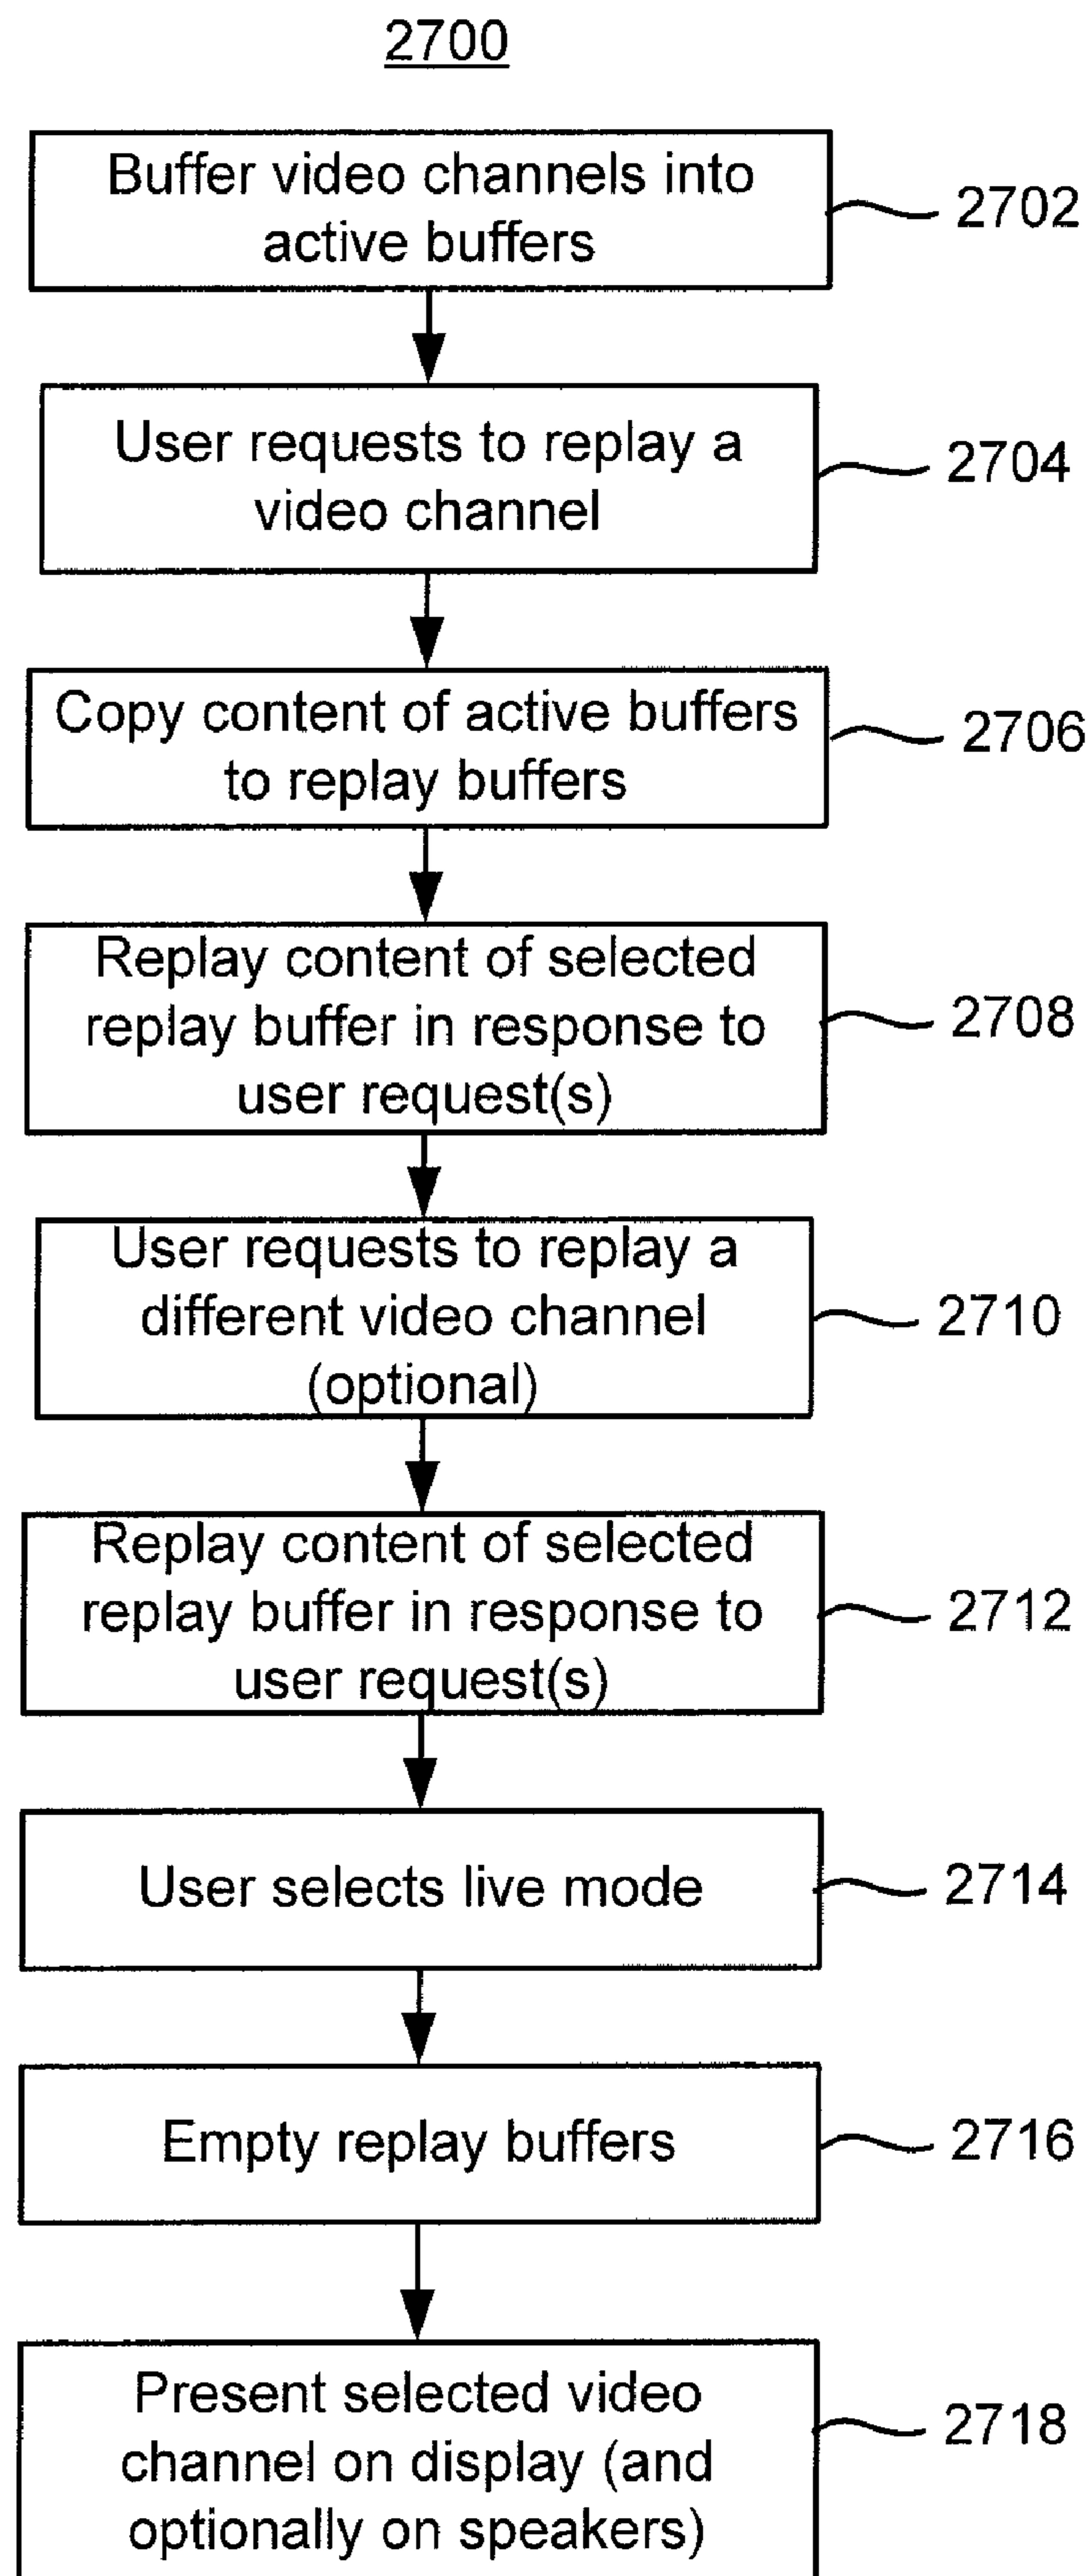 2700
Buffer video channels into
active buffers
2702
User requests to replay a
video channel
2704
Copy content of active buffers
to replay buffers
2706
Replay content of selected
replay buffer in response to
user request(s)
2708
User requests to replay a
different video channel
(optional)
2710
Replay content of selected
replay buffer in response to
user request(s)
2712
User selects live mode
2714
Empty replay buffers
2716
Present selected video
channel on display (and
optionally on speakers)
2718